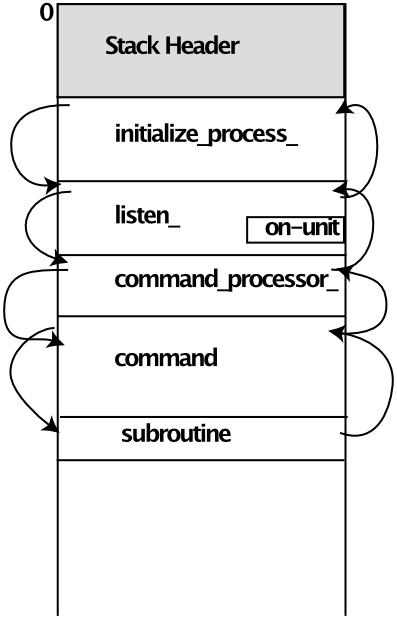 0
Stack Header
initialize_process_
listen_
on-unit
command_processor_
command
subroutine